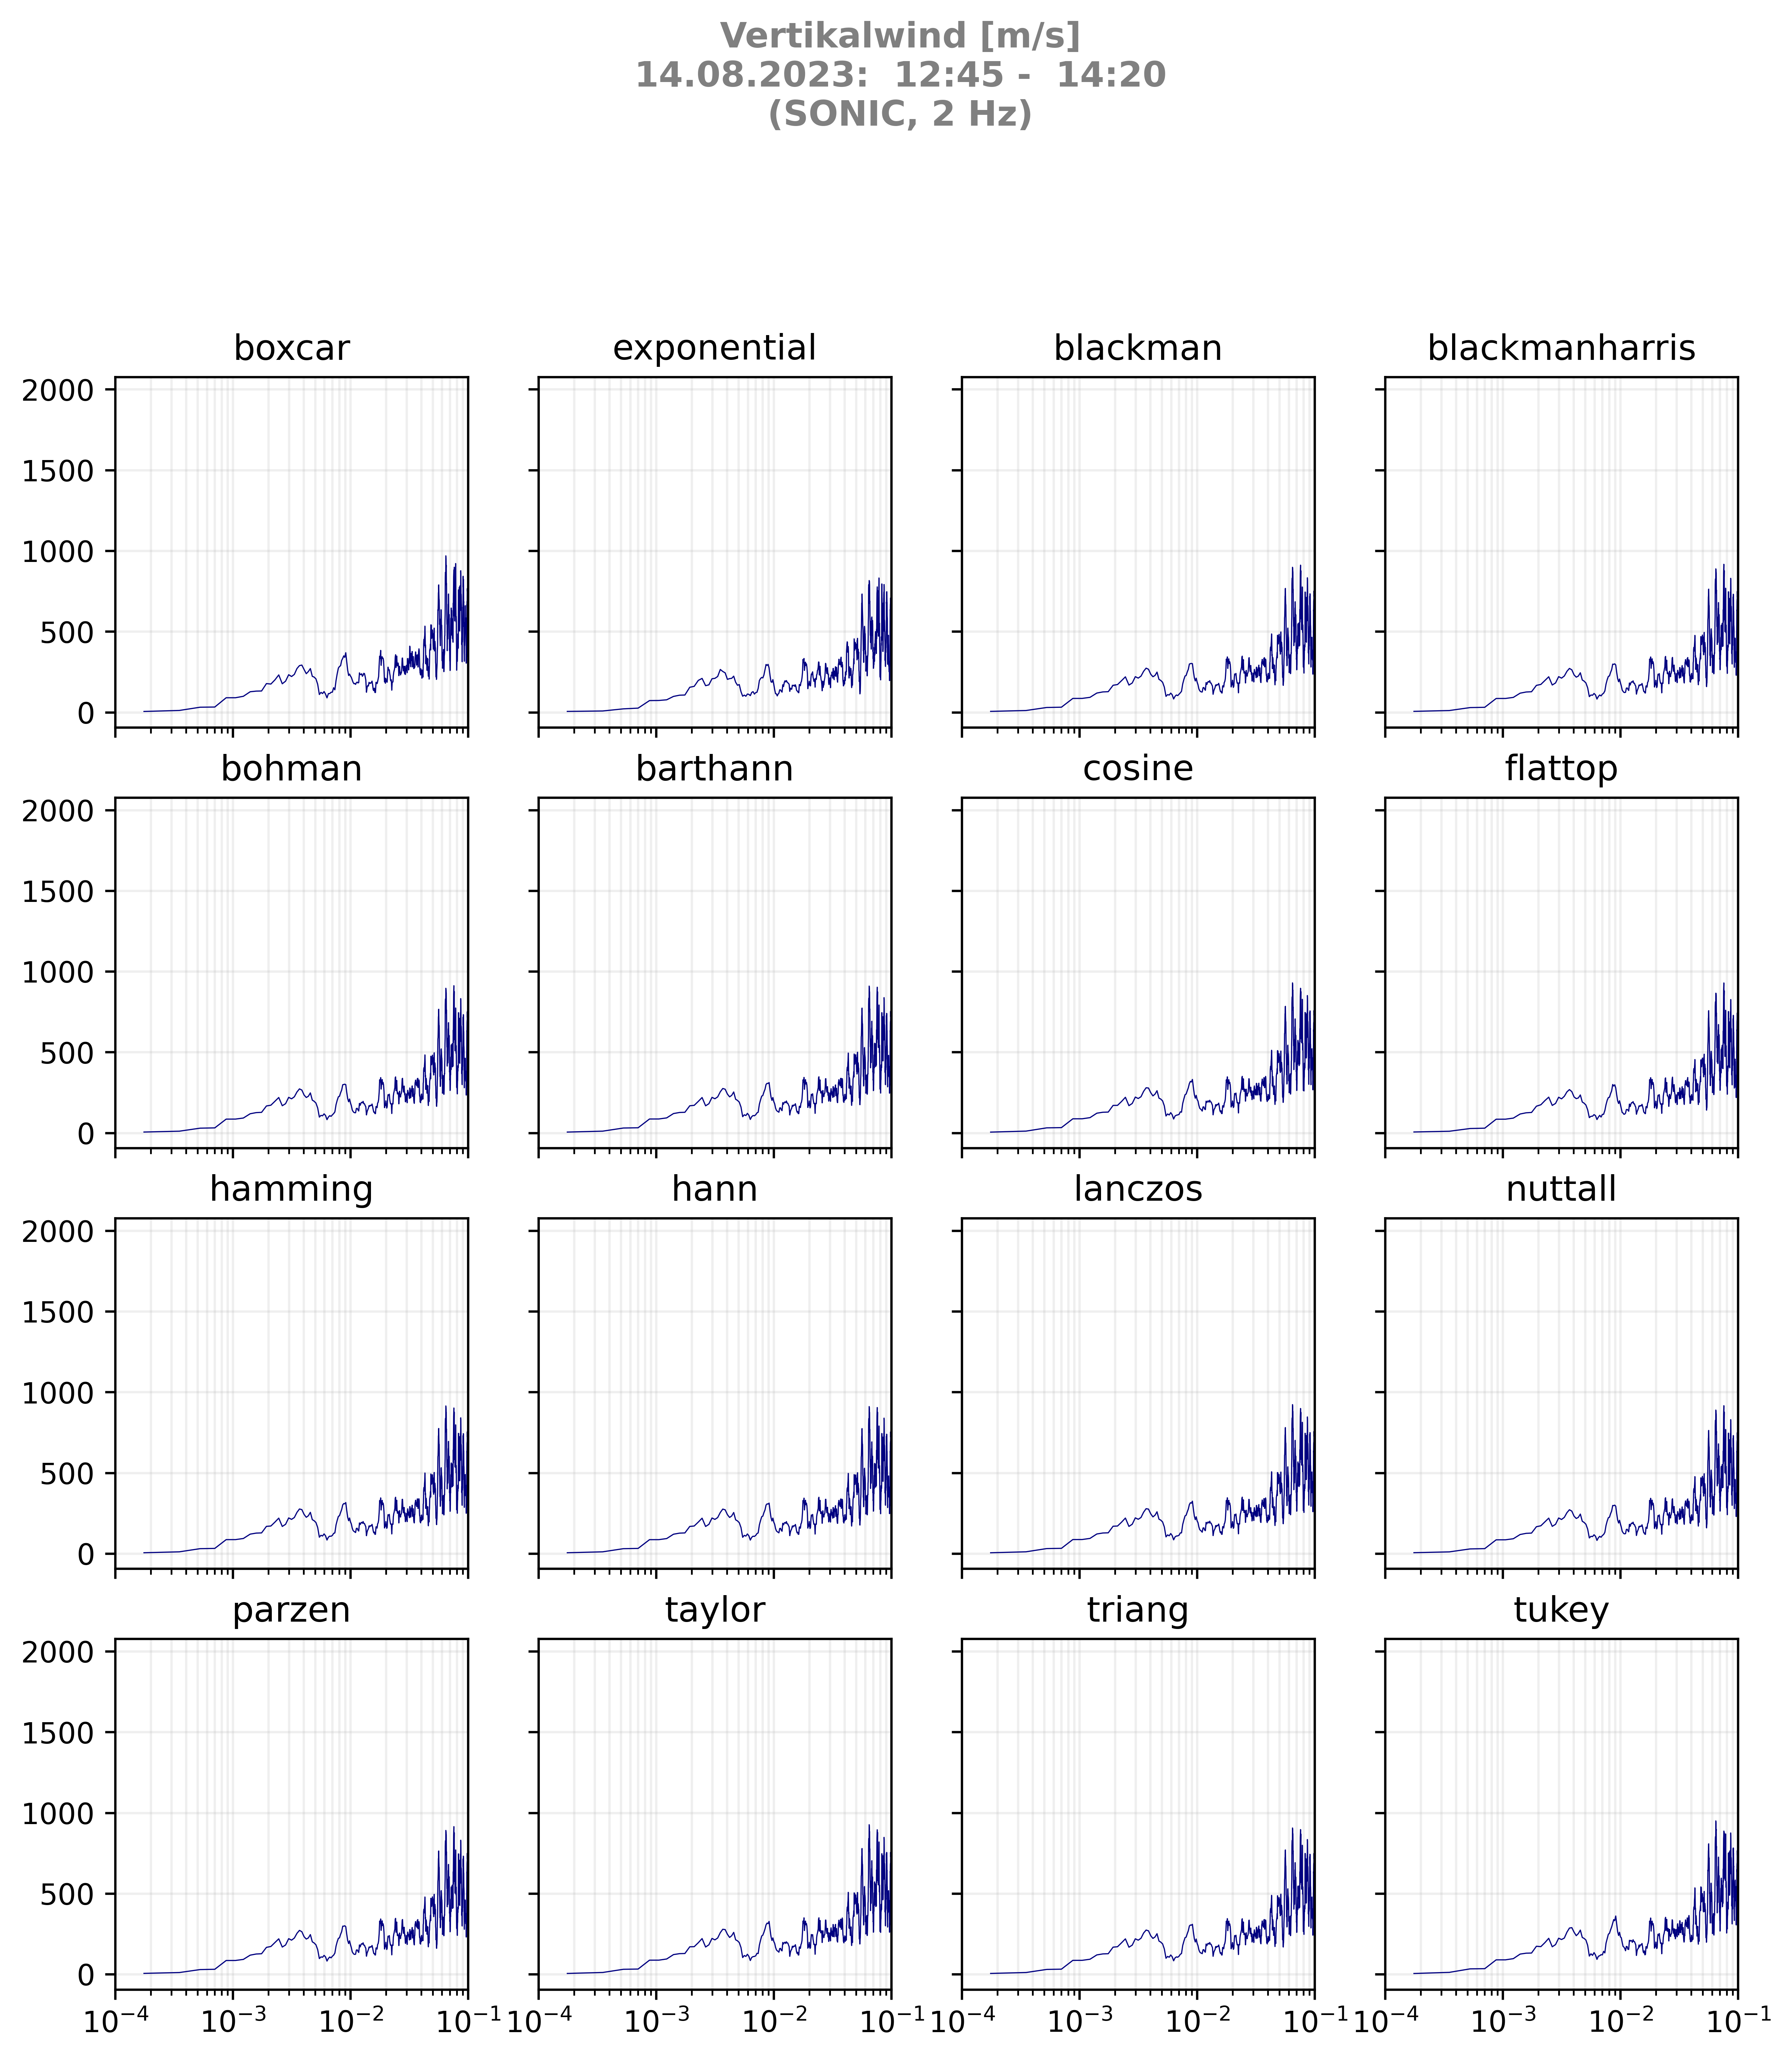 Vertikalwind [m/s]
14.08.2023:  12:45 -  14:20
(SONIC, 2 Hz)
boxcar exponential blackman blackmanharris
2000
1500
1000
500
0
bohman barthann cosine flattop
2000
1500
1000
500
0
hamming hann lanczos nuttall
2000
1500
1000
500
0
parzen taylor triang tukey
2000
1500
1000
500
0
10⁻⁴ 10⁻³ 10⁻² 10⁻¹ 10⁻⁴ 10⁻³ 10⁻² 10⁻¹ 10⁻⁴ 10⁻³ 10⁻² 10⁻¹ 10⁻⁴ 10⁻³ 10⁻² 10⁻¹